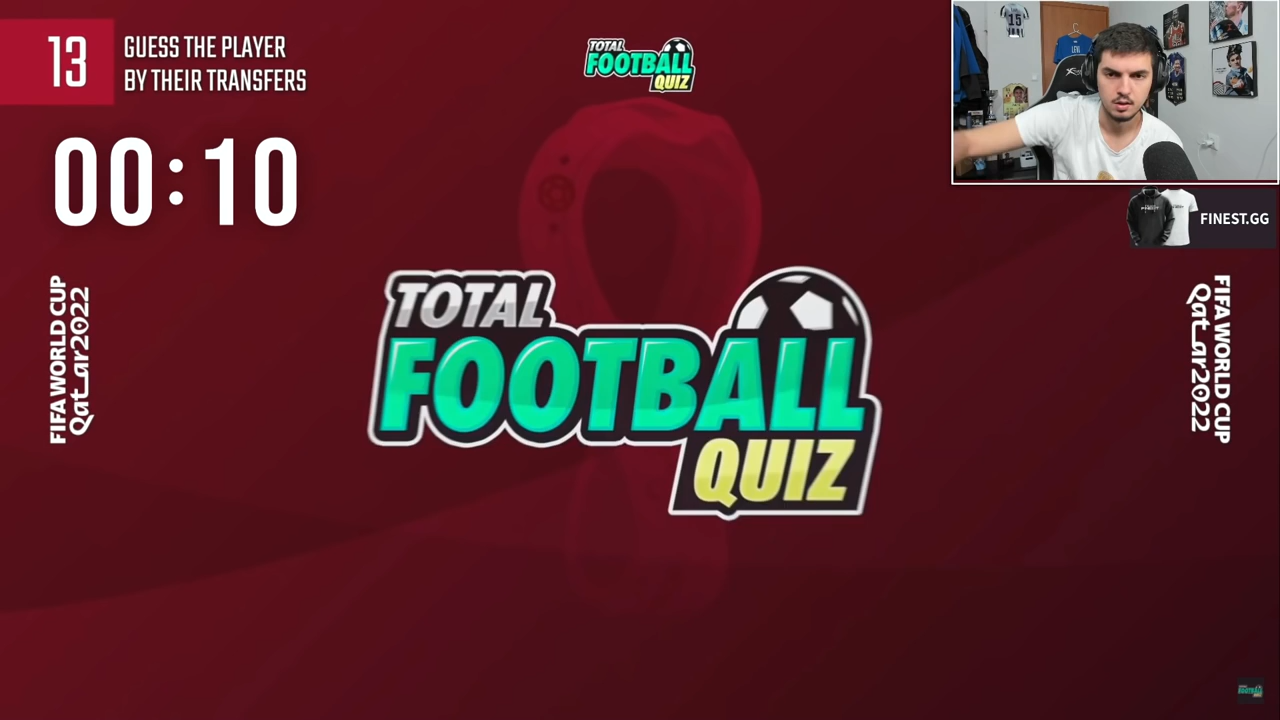 13
GUESS THE PLAYER
BY THEIR TRANSFERS
TOTAL
FOOTBALL
QUIZ
15
00:10
FINEST.GG
FIFA WORLD CUP
Qatar2022
TOTAL
FOOTBALL
QUIZ
FIFA WORLD CUP
Qatar2022